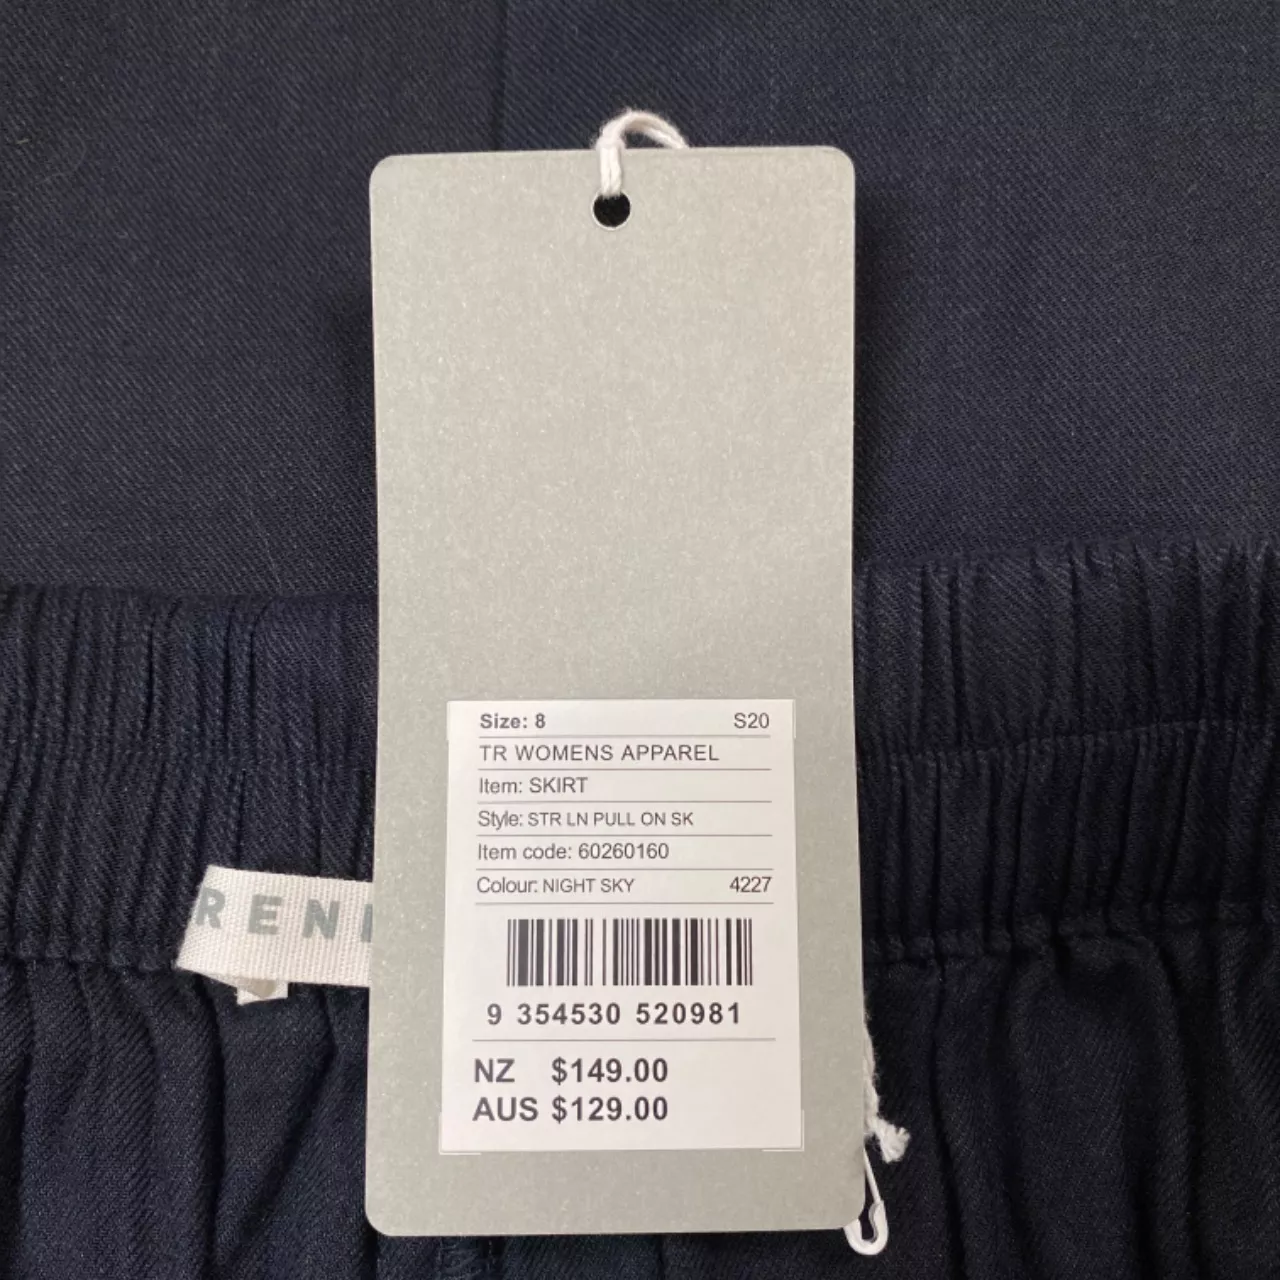 Size: 8 S20
TR WOMENS APPAREL
Item: SKIRT
Style: STR LN PULL ON SK
Item code: 60260160
Colour: NIGHT SKY 4227
9 354530 520981
NZ $149.00
AUS $129.00